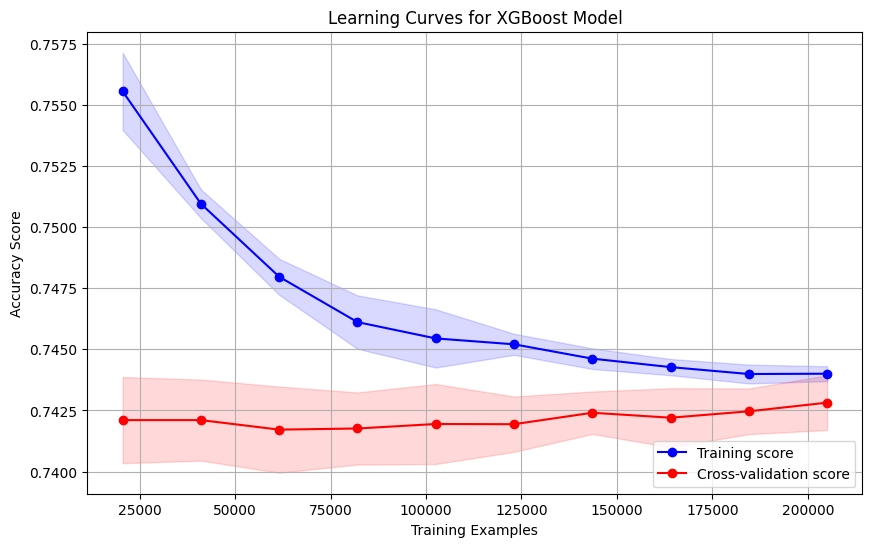 Learning Curves for XGBoost Model
0.7575
0.7550
0.7525
0.7500
0.7475
0.7450
0.7425
0.7400
Accuracy Score
Training score
Cross-validation score
25000 50000 75000 100000 125000 150000 175000 200000
Training Examples